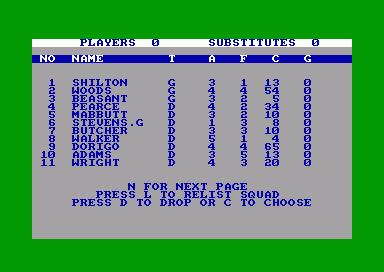 PLAYERS 0 SUBSTITUTES 0
NO NAME T A F C G
1 SHILTON G 3 1 13 0
2 WOODS G 4 4 54 0
3 BEASANT G 3 2 5 0
4 PEARCE D 4 2 34 0
5 MABBUTT D 3 2 10 0
6 STEVENS.G D 1 3 8 0
7 BUTCHER D 3 3 10 0
8 WALKER D 5 1 4 0
9 DORIGO D 4 4 65 0
10 ADAMS D 3 5 13 0
11 WRIGHT D 4 3 20 0
N FOR NEXT PAGE
PRESS L TO RELIST SQUAD
PRESS D TO DROP OR C TO CHOOSE